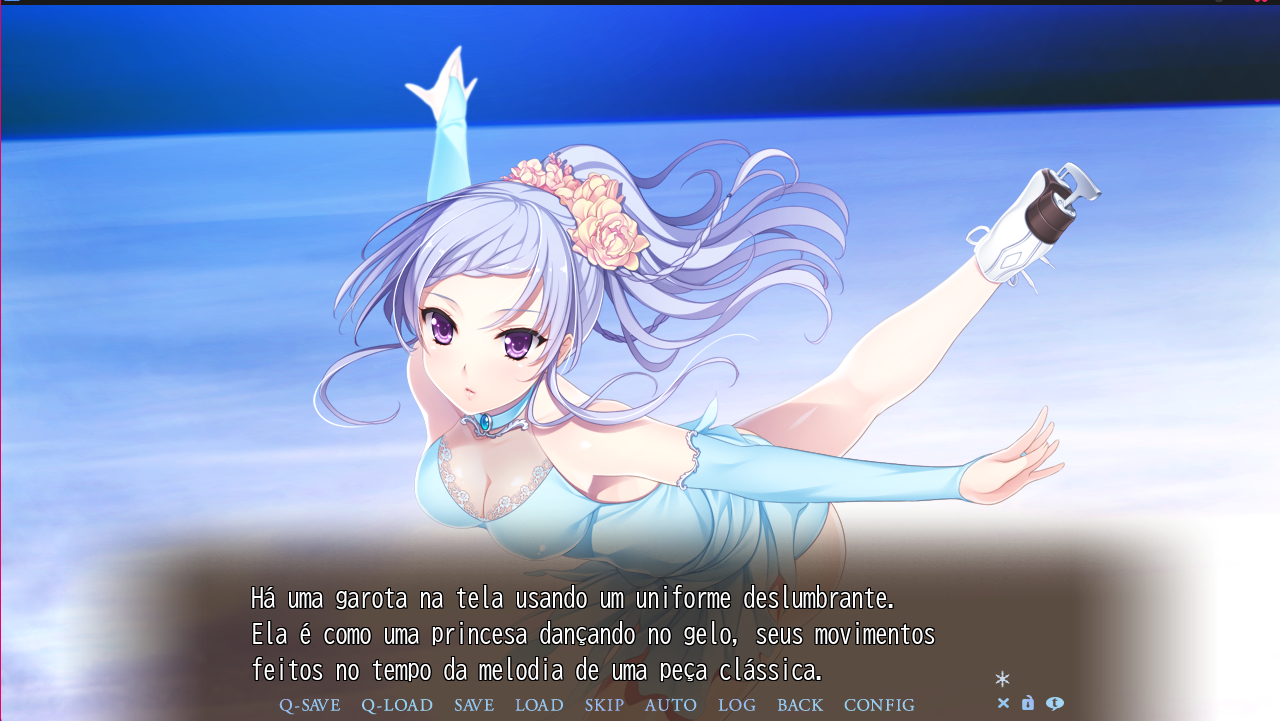 Há uma garota na tela usando um uniforme deslumbrante.
Ela é como uma princesa dançando no gelo, seus movimentos
feitos no tempo da melodia de uma peça clássica.
Q-SAVE Q-LOAD SAVE LOAD SKIP AUTO LOG BACK CONFIG